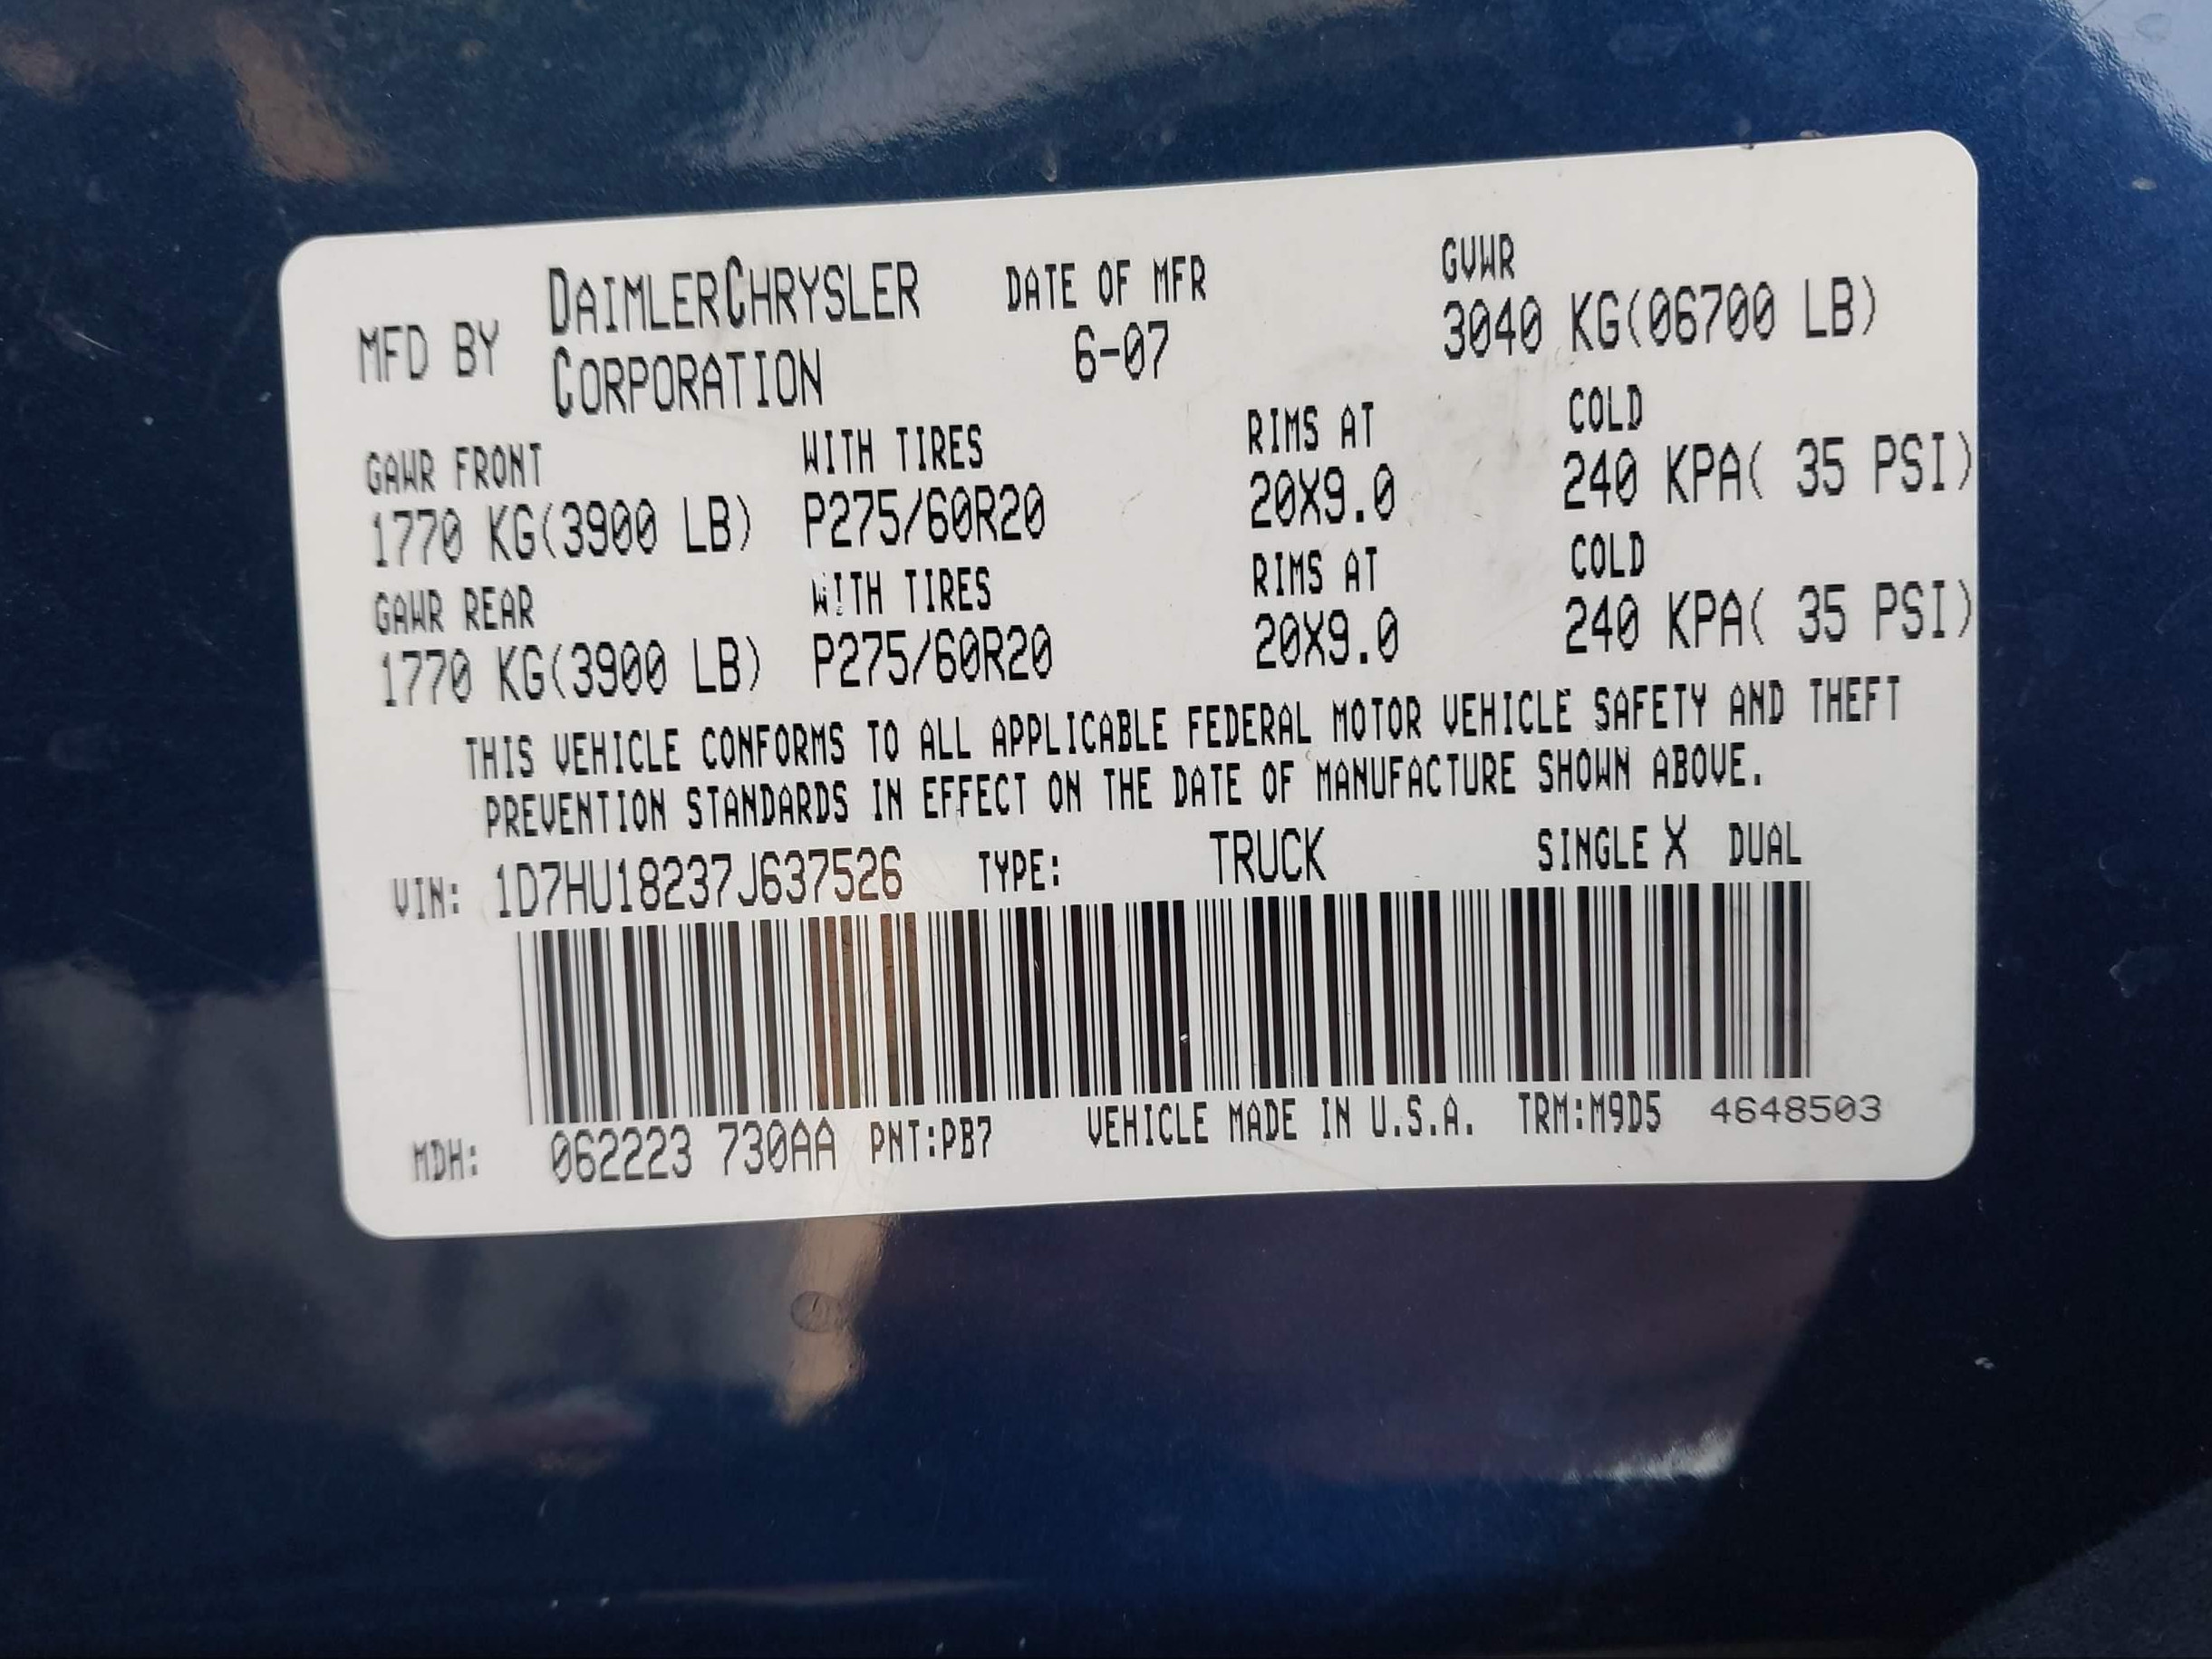 MFD BY DAIMLERCHRYSLER CORPORATION DATE OF MFR 6-07 GVWR 3040 KG(06700 LB)
GAWR FRONT WITH TIRES RIMS AT COLD
1770 KG(3900 LB) P275/60R20 20X9.0 240 KPA( 35 PSI)
GAWR REAR WITH TIRES RIMS AT COLD
1770 KG(3900 LB) P275/60R20 20X9.0 240 KPA( 35 PSI)
THIS VEHICLE CONFORMS TO ALL APPLICABLE FEDERAL MOTOR VEHICLE SAFETY AND THEFT
PREVENTION STANDARDS IN EFFECT ON THE DATE OF MANUFACTURE SHOWN ABOVE.
VIN: 1D7HU18237J637526 TYPE: TRUCK SINGLE X DUAL
MDH: 062223 730AA PNT:PB7 VEHICLE MADE IN U.S.A. TRM:M9D5 4648503